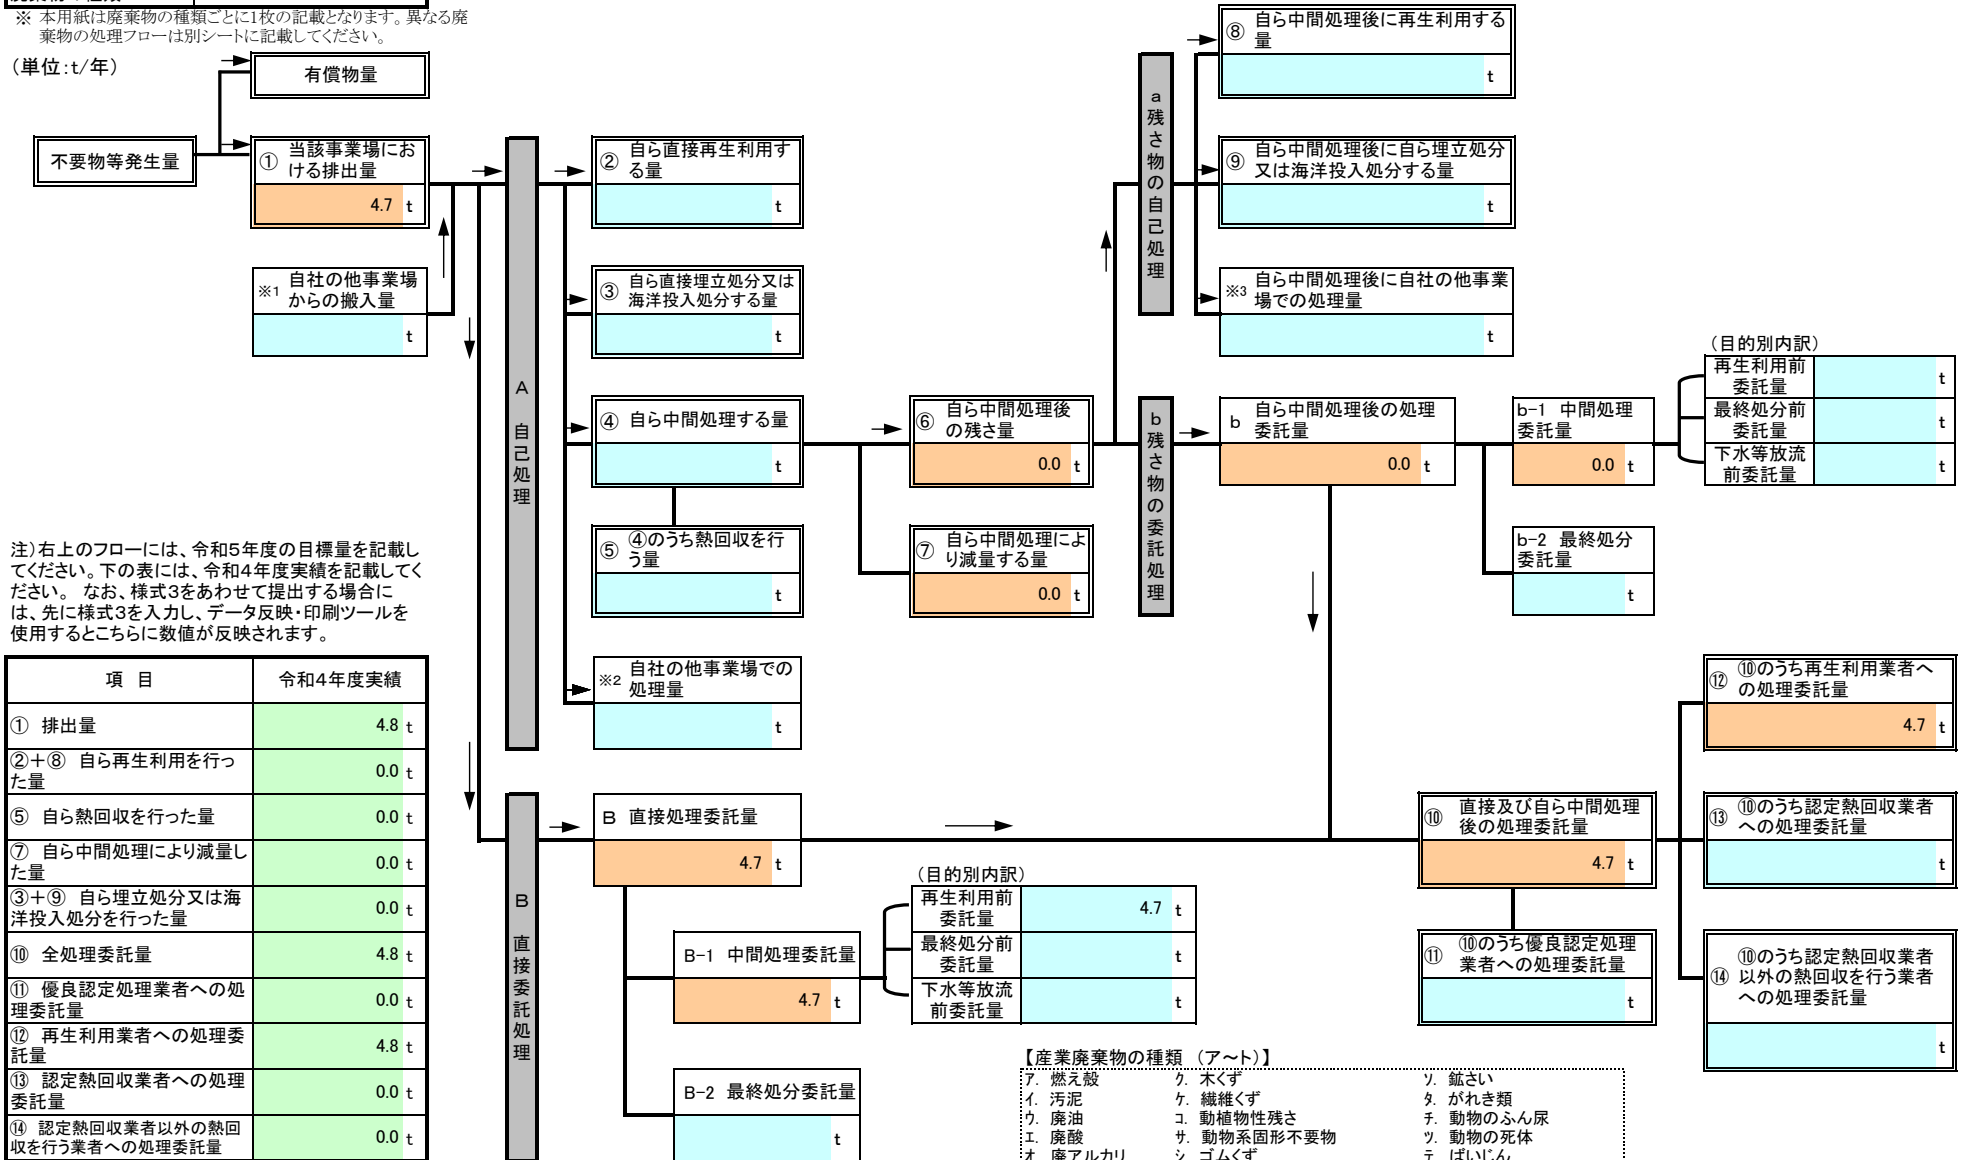 ※ 本用紙は廃棄物の種類ごとに1枚の記載となります。異なる廃
棄物の処理フローは別シートに記載してください。
（単位：t/年）
有償物量
不要物等発生量
① 当該事業場にお
ける排出量
4.7 t
※1 自社の他事業場
からの搬入量
t
A 自己処理
② 自ら直接再生利用す
る量
t
③ 自ら直接埋立処分又は
海洋投入処分する量
t
④ 自ら中間処理する量
t
⑤ ④のうち熱回収を行
う量
t
※2 自社の他事業場での
処理量
t
⑥ 自ら中間処理後
の残さ量
0.0 t
⑦ 自ら中間処理によ
り減量する量
0.0 t
a 残さ物の自己処理
⑧ 自ら中間処理後に再生利用する
量
t
⑨ 自ら中間処理後に自ら埋立処分
又は海洋投入処分する量
t
※3 自ら中間処理後に自社の他事業
場での処理量
t
b 残さ物の委託処理
b 自ら中間処理後の処理
委託量
0.0 t
b-1 中間処理
委託量
0.0 t
b-2 最終処分
委託量
t
（目的別内訳）
再生利用前
委託量
t
最終処分前
委託量
t
下水等放流
前委託量
t
注）右上のフローには、令和5年度の目標量を記載し
てください。下の表には、令和4年度実績を記載してく
ださい。 なお、様式3をあわせて提出する場合に
は、先に様式3を入力し、データ反映・印刷ツールを
使用するとこちらに数値が反映されます。
項 目 令和4年度実績
① 排出量 4.8 t
②＋⑧ 自ら再生利用を行っ
た量 0.0 t
⑤ 自ら熱回収を行った量 0.0 t
⑦ 自ら中間処理により減量し
た量 0.0 t
③＋⑨ 自ら埋立処分又は海
洋投入処分を行った量 0.0 t
⑩ 全処理委託量 4.8 t
⑪ 優良認定処理業者への処
理委託量 0.0 t
⑫ 再生利用業者への処理委
託量 4.8 t
⑬ 認定熱回収業者への処理
委託量 0.0 t
⑭ 認定熱回収業者以外の熱回
収を行う業者への処理委託量 0.0 t
B 直接委託処理
B 直接処理委託量
4.7 t
B-1 中間処理委託量
4.7 t
B-2 最終処分委託量
t
（目的別内訳）
再生利用前
委託量
4.7 t
最終処分前
委託量
t
下水等放流
前委託量
t
⑩ 直接及び自ら中間処理
後の処理委託量
4.7 t
⑪ ⑩のうち優良認定処理
業者への処理委託量
t
⑫ ⑩のうち再生利用業者へ
の処理委託量
4.7 t
⑬ ⑩のうち認定熱回収業者
への処理委託量
t
⑭ ⑩のうち認定熱回収業者
以外の熱回収を行う業者
への処理委託量
t
【産業廃棄物の種類 （ア～ト）】
ア. 燃え殻 ク. 木くず ソ. 鉱さい
イ. 汚泥 ケ. 繊維くず タ. がれき類
ウ. 廃油 コ. 動植物性残さ チ. 動物のふん尿
エ. 廃酸 サ. 動物系固形不要物 ツ. 動物の死体
オ. 廃アルカリ シ. ゴムくず テ. ばいじん